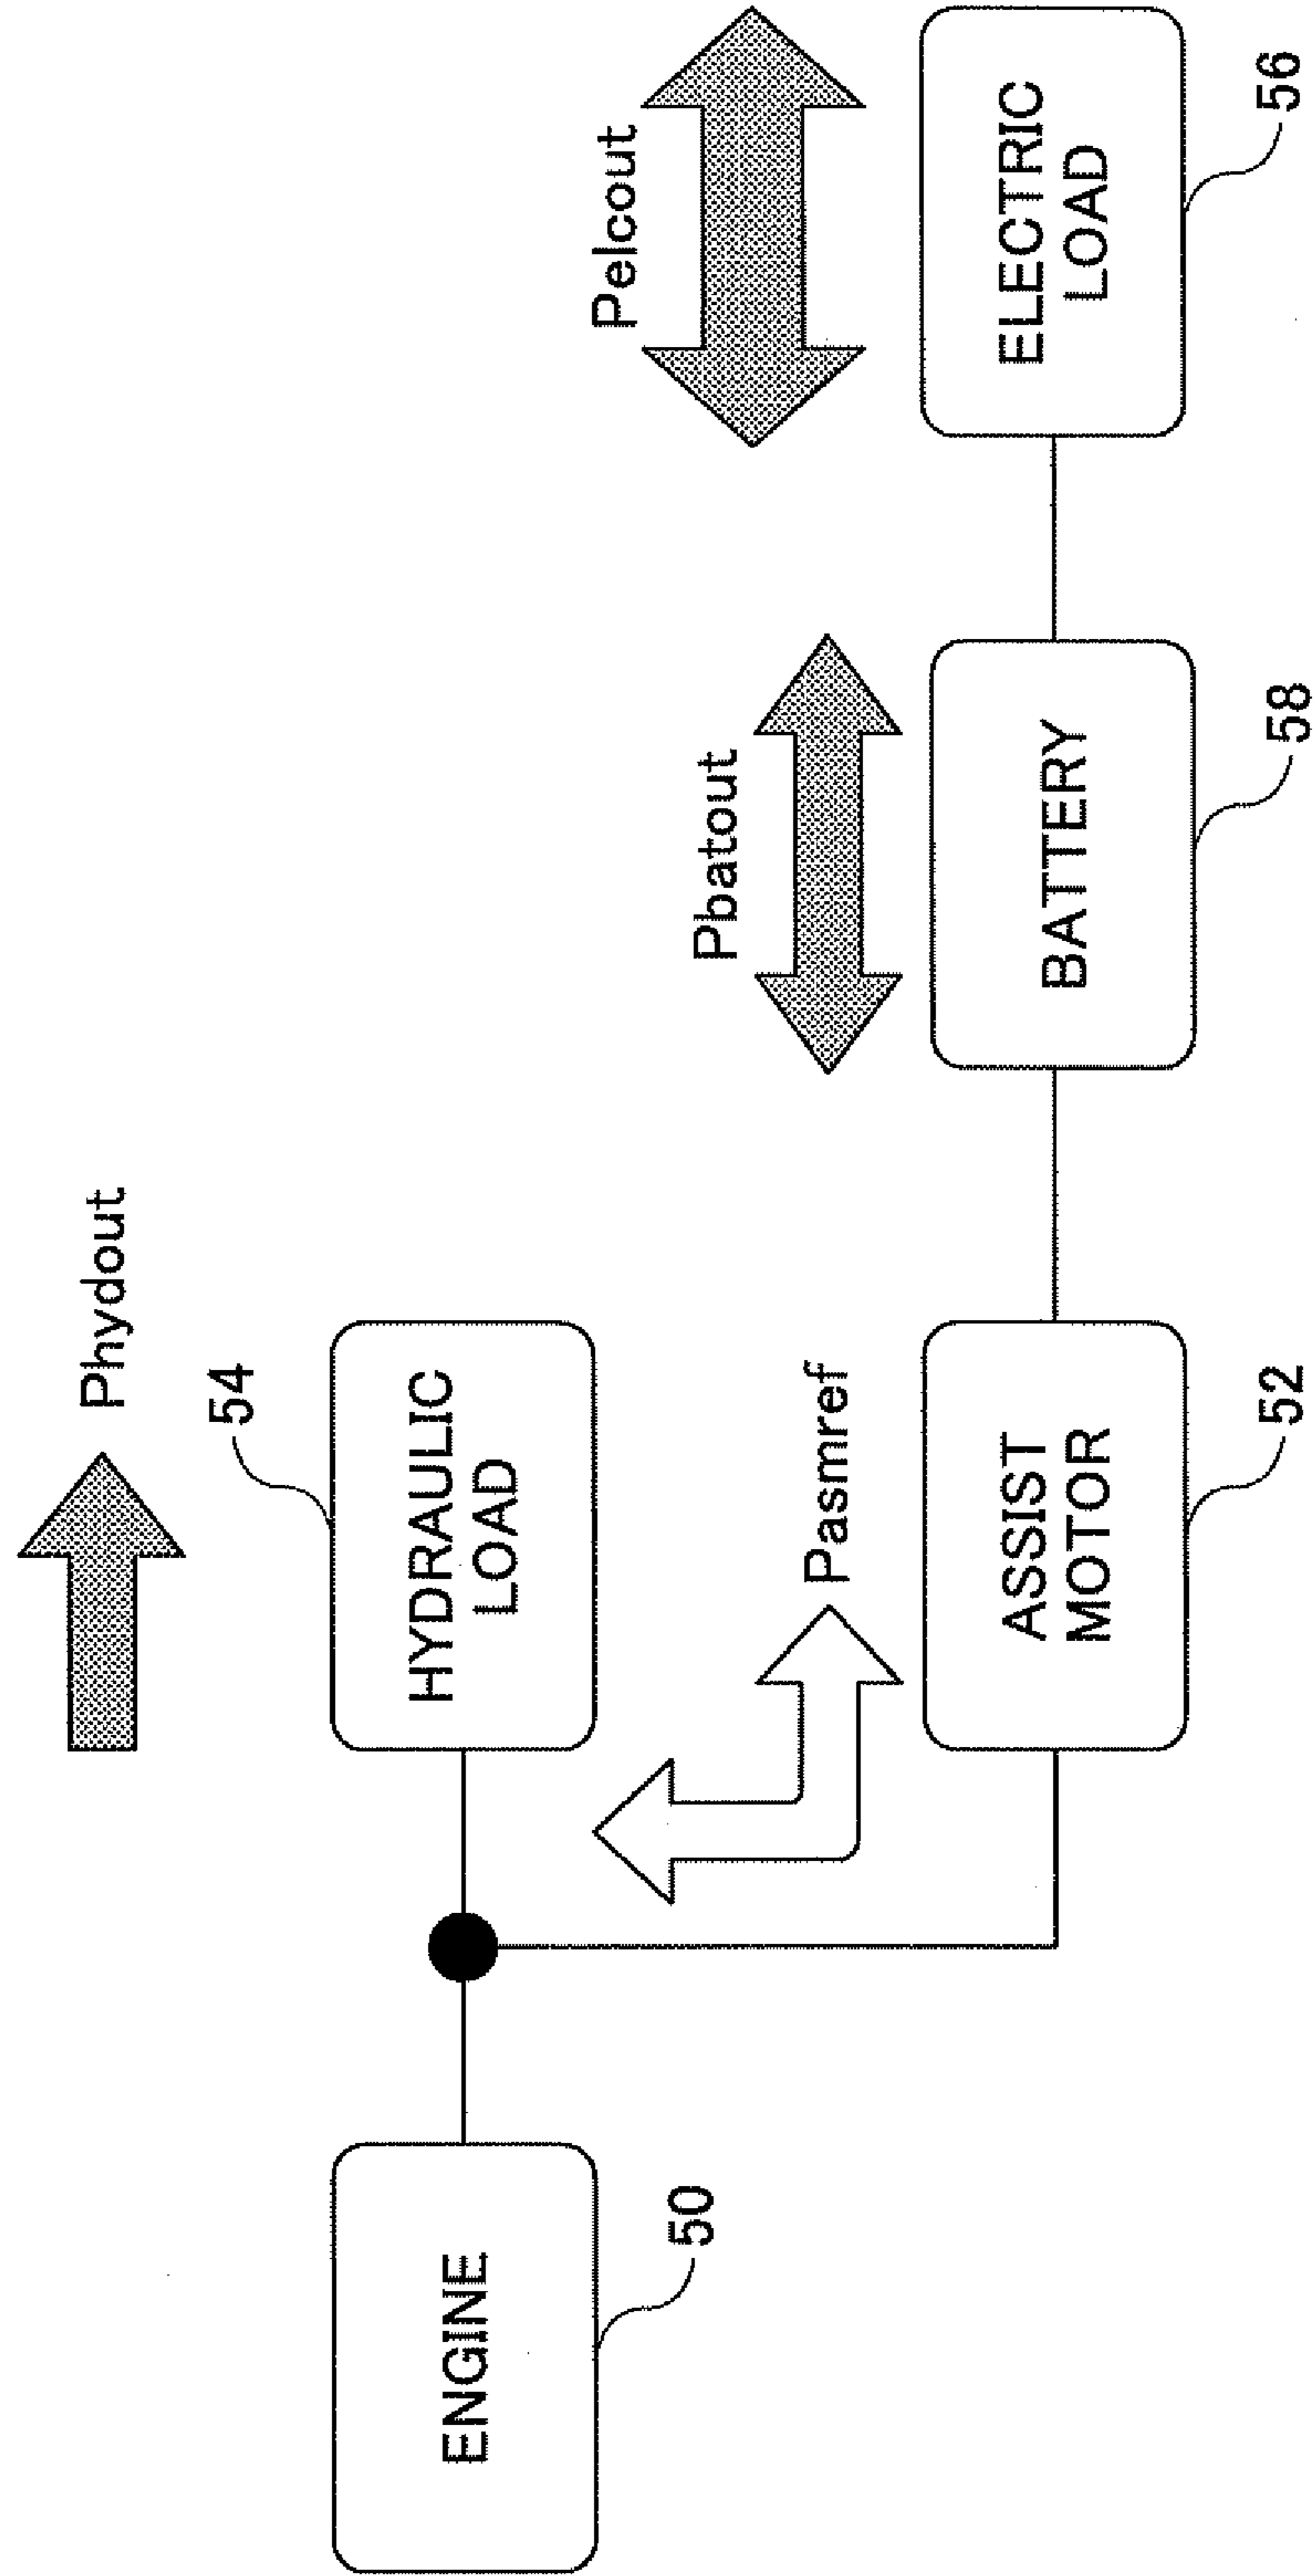 Phydout
54
HYDRAULIC
LOAD
ENGINE
50
Pasmref
ASSIST
MOTOR
52
Pbatout
BATTERY
58
Pelcout
ELECTRIC
LOAD
56